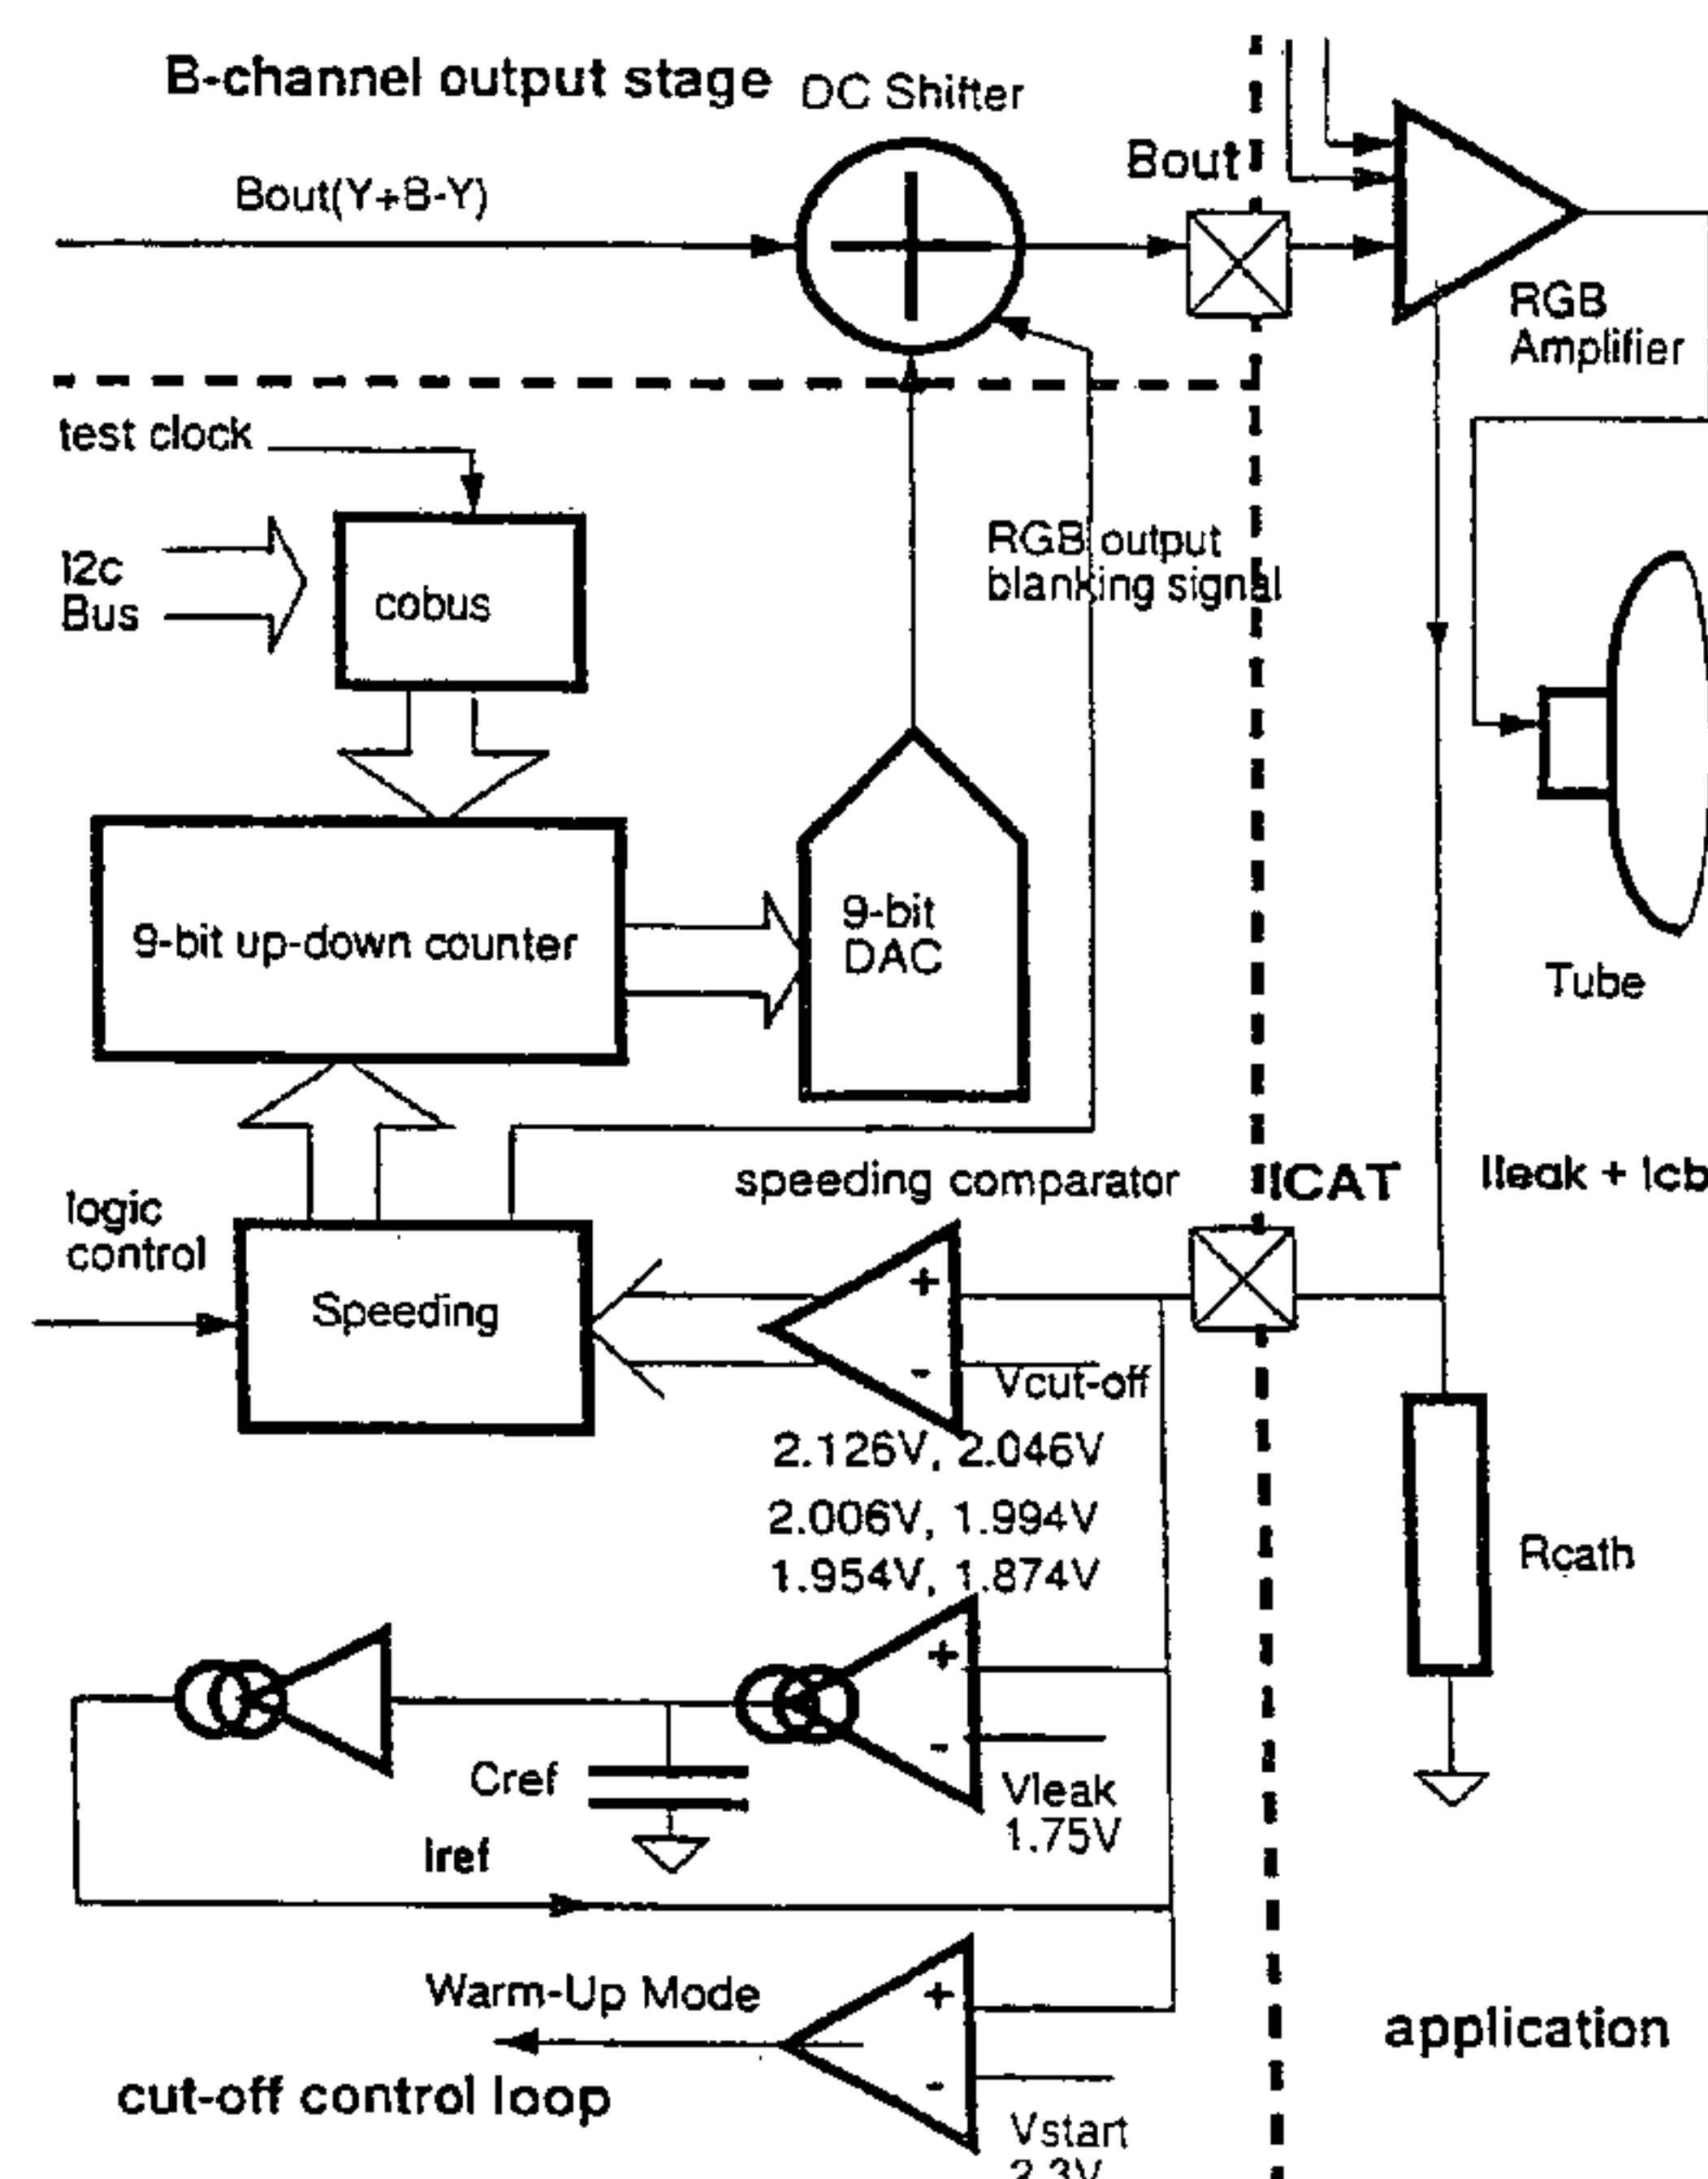 B-channel output stage
DC Shifter
Bout(Y+B-Y)
Bout
RGB
Amplifier
test clock
I2c
Bus
cobus
RGB output
blanking signal
9-bit up-down counter
9-bit
DAC
Tube
speeding comparator
ICAT
Ileak + Icb
logic
control
Speeding
+
-
Vcut-off
2.126V, 2.046V
2.006V, 1.994V
1.954V, 1.874V
Rcath
+
-
Cref
Vleak
1.75V
Iref
Warm-Up Mode
+
-
cut-off control loop
application
Vstart
2.3V